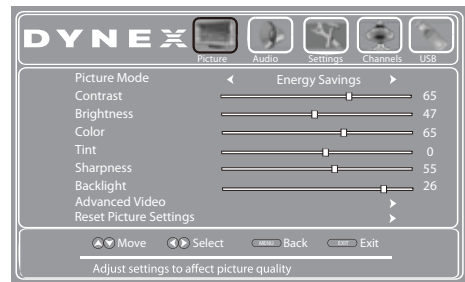 DYNEX
Picture Audio Settings Channels USB
Picture Mode Energy Savings
Contrast 65
Brightness 47
Color 65
Tint 0
Sharpness 55
Backlight 26
Advanced Video
Reset Picture Settings
Move Select MENU Back EXIT Exit
Adjust settings to affect picture quality